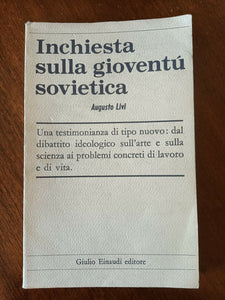 Inchiesta
sulla gioventú
sovietica
Augusto Livi
Una testimonianza di tipo nuovo: dal
dibattito ideologico sull'arte e sulla
scienza ai problemi concreti di lavoro
e di vita.
Giulio Einaudi editore